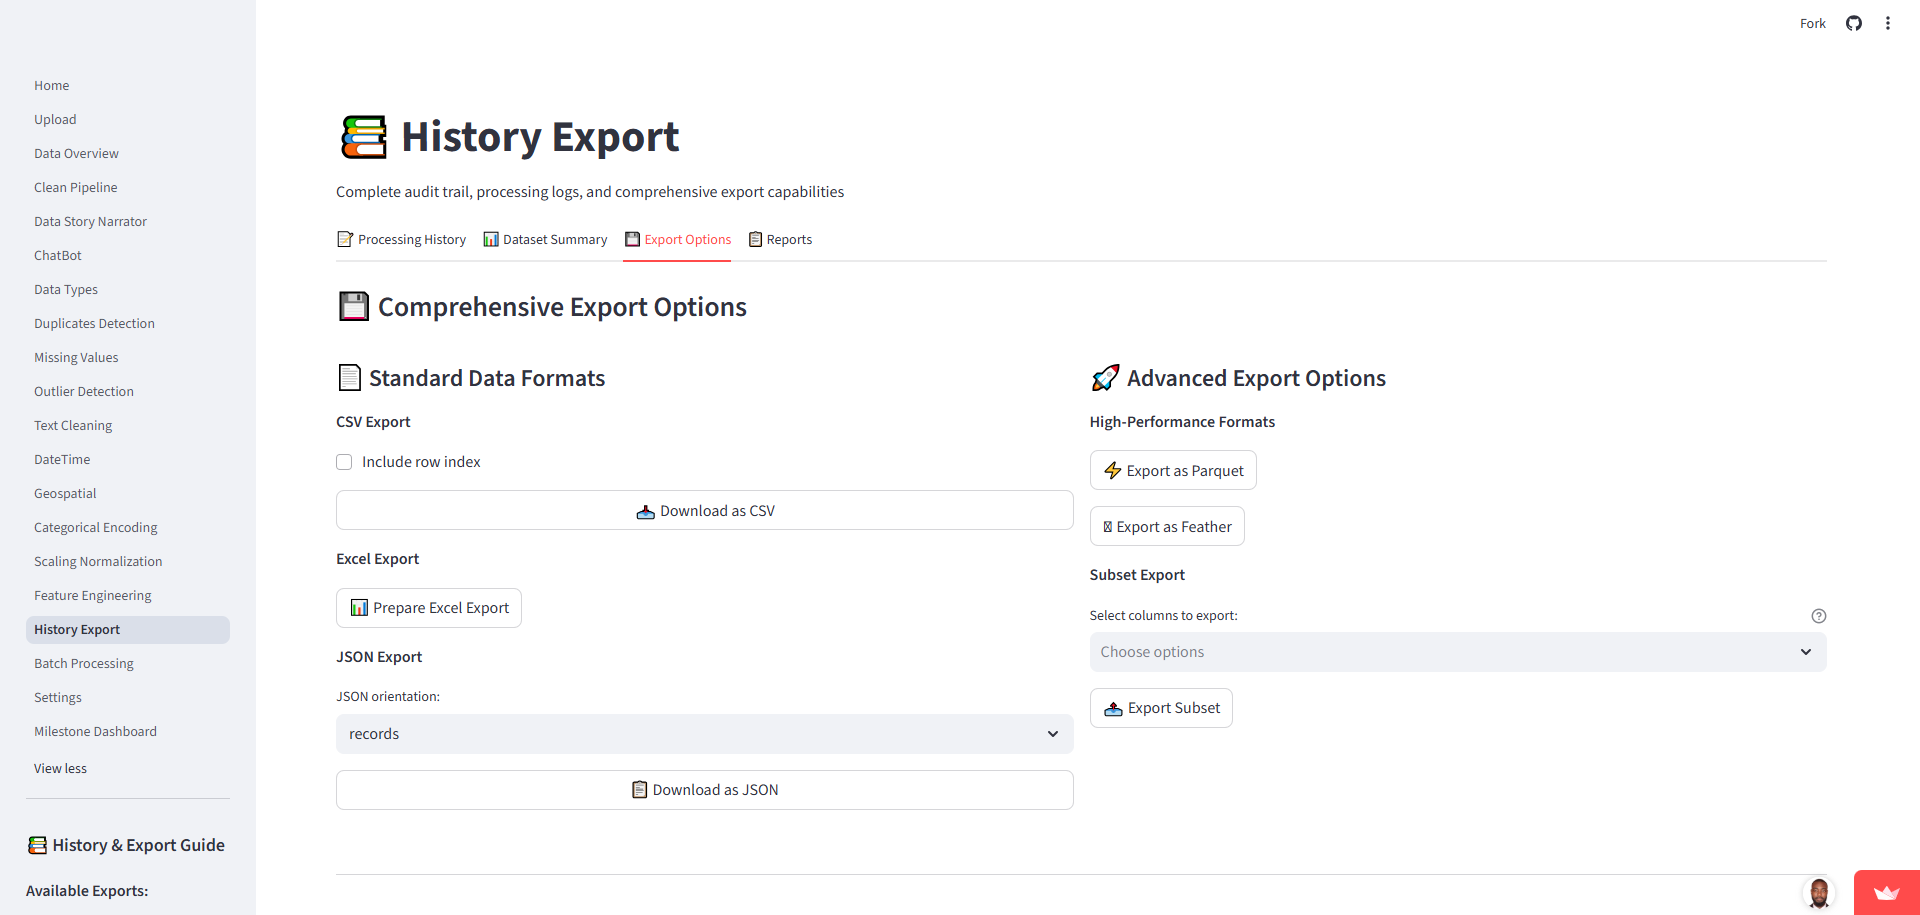 Fork
Home
Upload
Data Overview
Clean Pipeline
Data Story Narrator
ChatBot
Data Types
Duplicates Detection
Missing Values
Outlier Detection
Text Cleaning
DateTime
Geospatial
Categorical Encoding
Scaling Normalization
Feature Engineering
History Export
Batch Processing
Settings
Milestone Dashboard
View less
History & Export Guide
Available Exports:
History Export
Complete audit trail, processing logs, and comprehensive export capabilities
Processing History
Dataset Summary
Export Options
Reports
Comprehensive Export Options
Standard Data Formats
CSV Export
Include row index
Download as CSV
Excel Export
Prepare Excel Export
JSON Export
JSON orientation:
records
Download as JSON
Advanced Export Options
High-Performance Formats
Export as Parquet
Export as Feather
Subset Export
Select columns to export:
Choose options
Export Subset